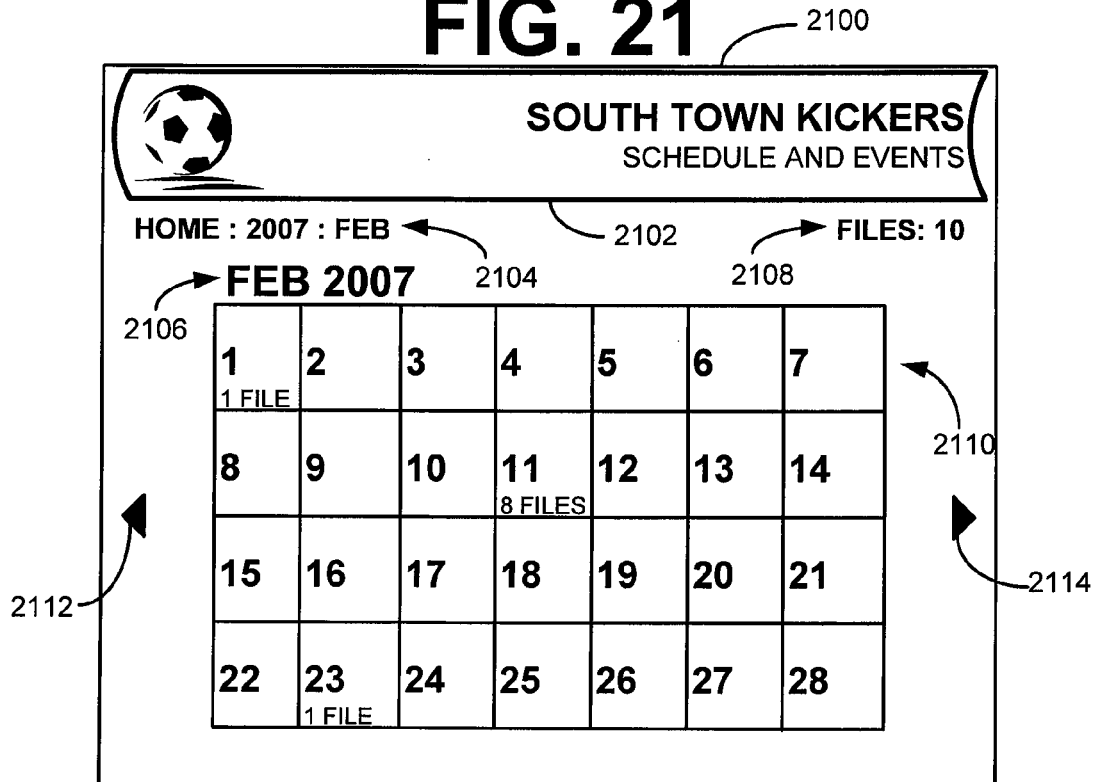 FIG. 21
2100
SOUTH TOWN KICKERS
SCHEDULE AND EVENTS
HOME : 2007 : FEB
2102
FILES: 10
2104
2108
2106
FEB 2007
1 2 3 4 5 6 7
1 FILE
2110
8 9 10 11 12 13 14
8 FILES
15 16 17 18 19 20 21
2112
2114
22 23 24 25 26 27 28
1 FILE